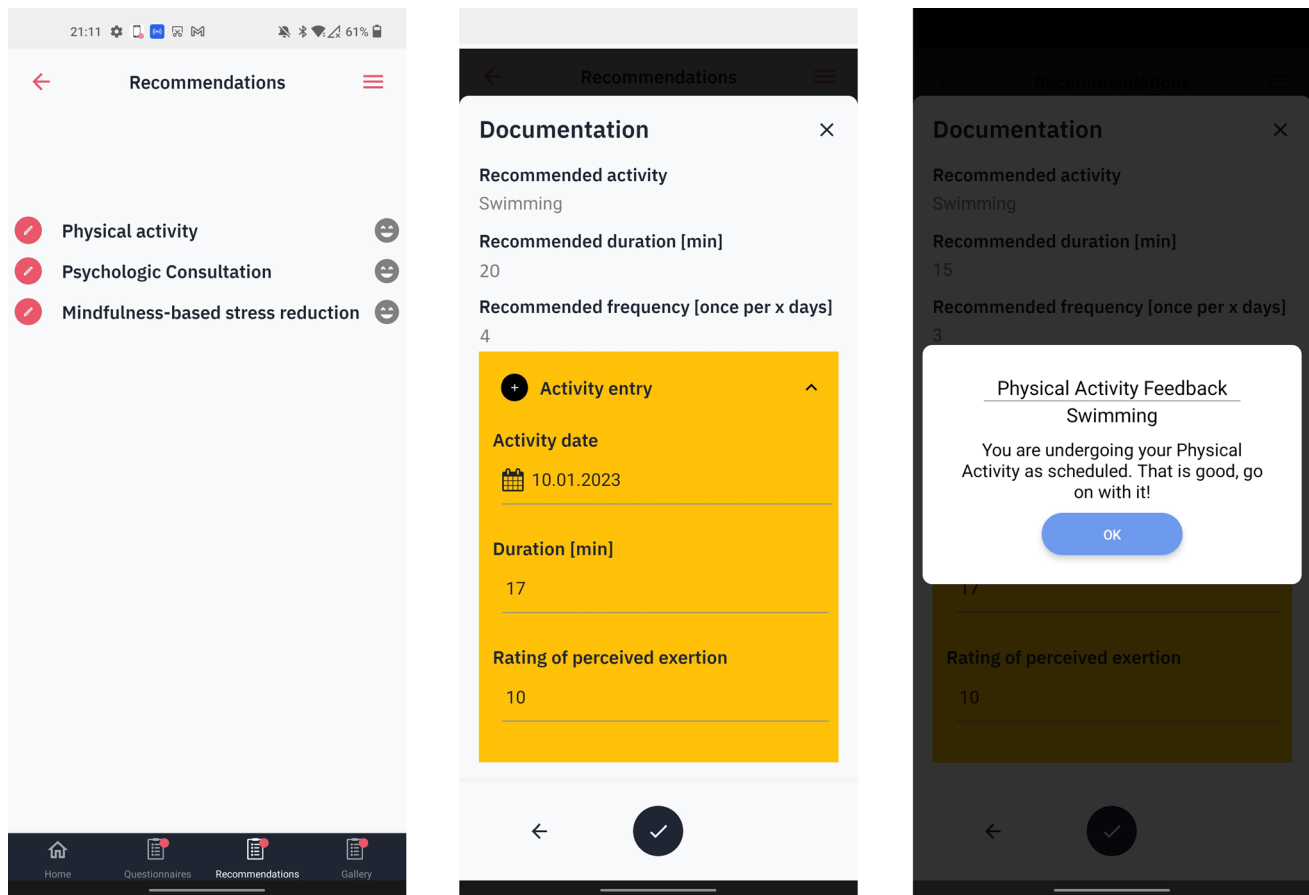 21:11 61%
Recommendations
Physical activity
Psychologic Consultation
Mindfulness-based stress reduction
Home Questionnaires Recommendations Gallery
Recommendations
Documentation
Recommended activity
Swimming
Recommended duration [min]
20
Recommended frequency [once per x days]
4
Activity entry
Activity date
10.01.2023
Duration [min]
17
Rating of perceived exertion
10
Recommendations
Documentation
Recommended activity
Swimming
Recommended duration [min]
15
Recommended frequency [once per x days]
3
Physical Activity Feedback
Swimming
You are undergoing your Physical
Activity as scheduled. That is good, go
on with it!
OK
17
Rating of perceived exertion
10